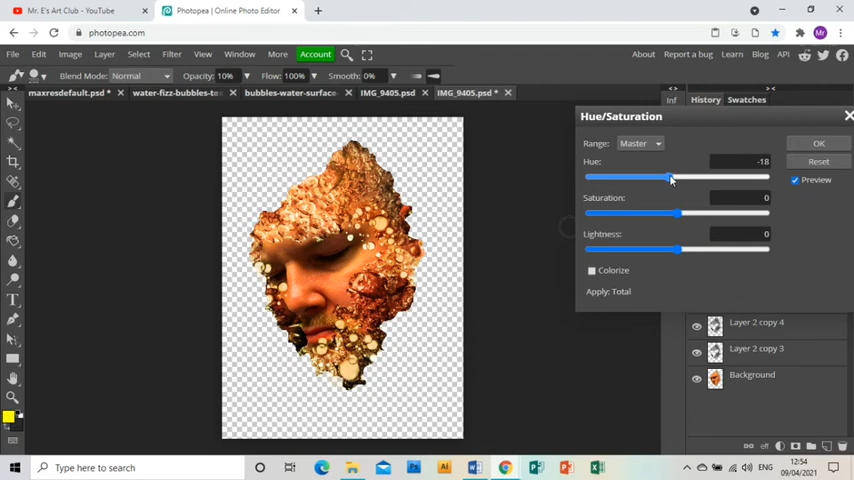 Mr. E's Art Club - YouTube
Photopea | Online Photo Editor
photopea.com
Mr
File Edit Image Layer Select Filter View Window More Account
About Report a bug Learn Blog API
Blend Mode: Normal Opacity: 10% Flow: 100% Smooth: 0%
maxresdefault.psd * water-fizz-bubbles-te bubbles-water-surface- IMG_9405.psd IMG_9405.psd *
Inf History Swatches
Hue/Saturation
Range: Master OK
Hue: -18 Reset
Preview
Saturation: 0
Lightness: 0
Colorize
Apply: Total
Layer 2 copy 4
Layer 2 copy 3
Background
eff
Type here to search
ENG
12:54
09/04/2021